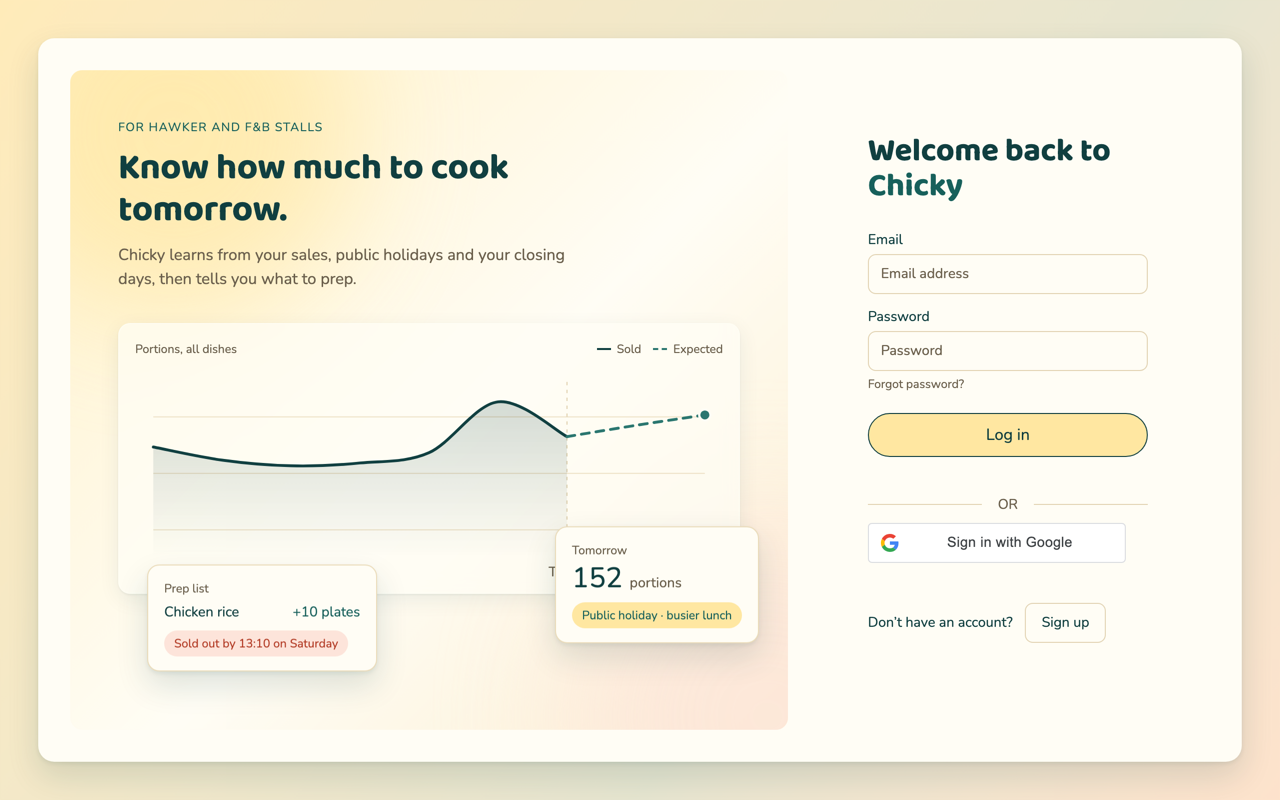 FOR HAWKER AND F&B STALLS
Know how much to cook
tomorrow.
Chicky learns from your sales, public holidays and your closing
days, then tells you what to prep.
Portions, all dishes
Sold
Expected
Tomorrow
152 portions
Public holiday · busier lunch
Prep list
Chicken rice +10 plates
Sold out by 13:10 on Saturday
Welcome back to
Chicky
Email
Email address
Password
Password
Forgot password?
Log in
OR
Sign in with Google
Don't have an account?
Sign up